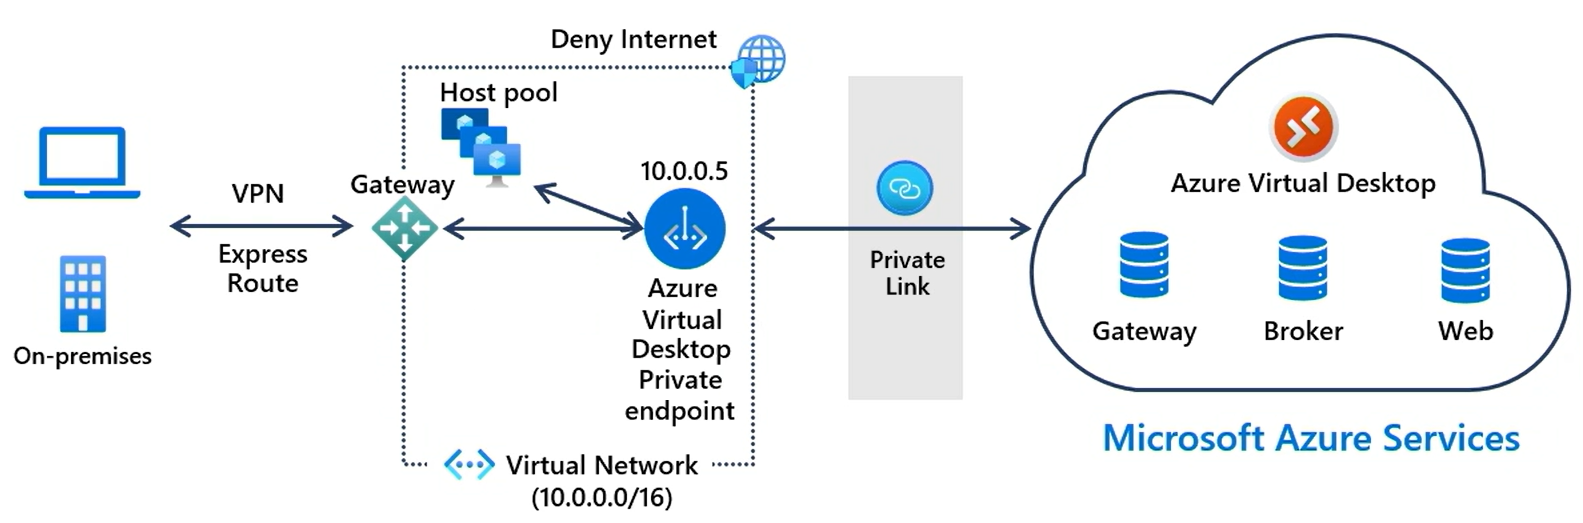 Deny Internet
Host pool
10.0.0.5
Gateway
VPN
Express
Route
On-premises
Azure
Virtual
Desktop
Private
endpoint
Virtual Network
(10.0.0.0/16)
Private
Link
Azure Virtual Desktop
Gateway
Broker
Web
Microsoft Azure Services